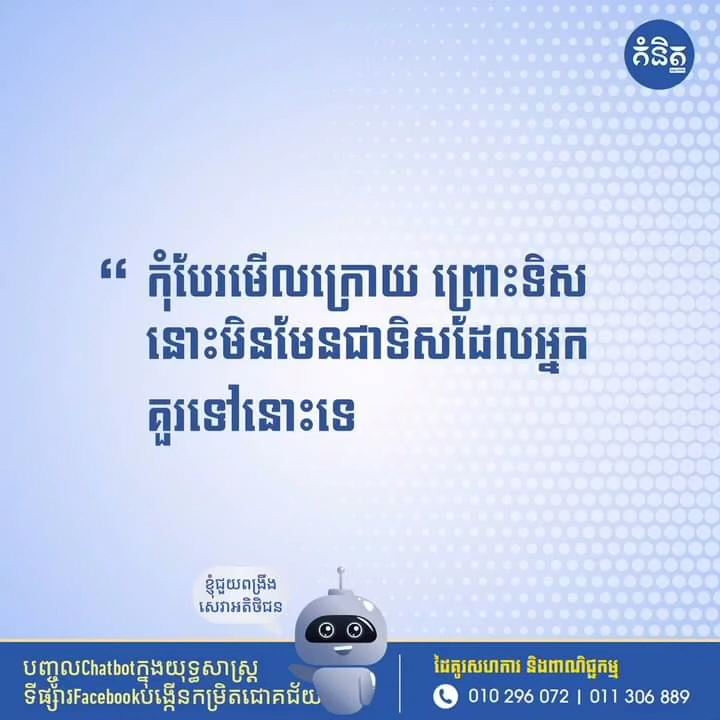 គំនិត
“ កុំបែរមើលក្រោយ ព្រោះទិស
នោះមិនមែនជាទិសដែលអ្នក
គួរទៅនោះទេ
ខ្ញុំជួយពង្រឹង
សេវាអតិថិជន
បញ្ចូលChatbotក្នុងយុទ្ធសាស្ត្រ
ទីផ្សារFacebookបង្កើនកម្រិតជោគជ័យ
ដៃគូរសហការ និងពាណិជ្ជកម្ម
010 296 072 | 011 306 889